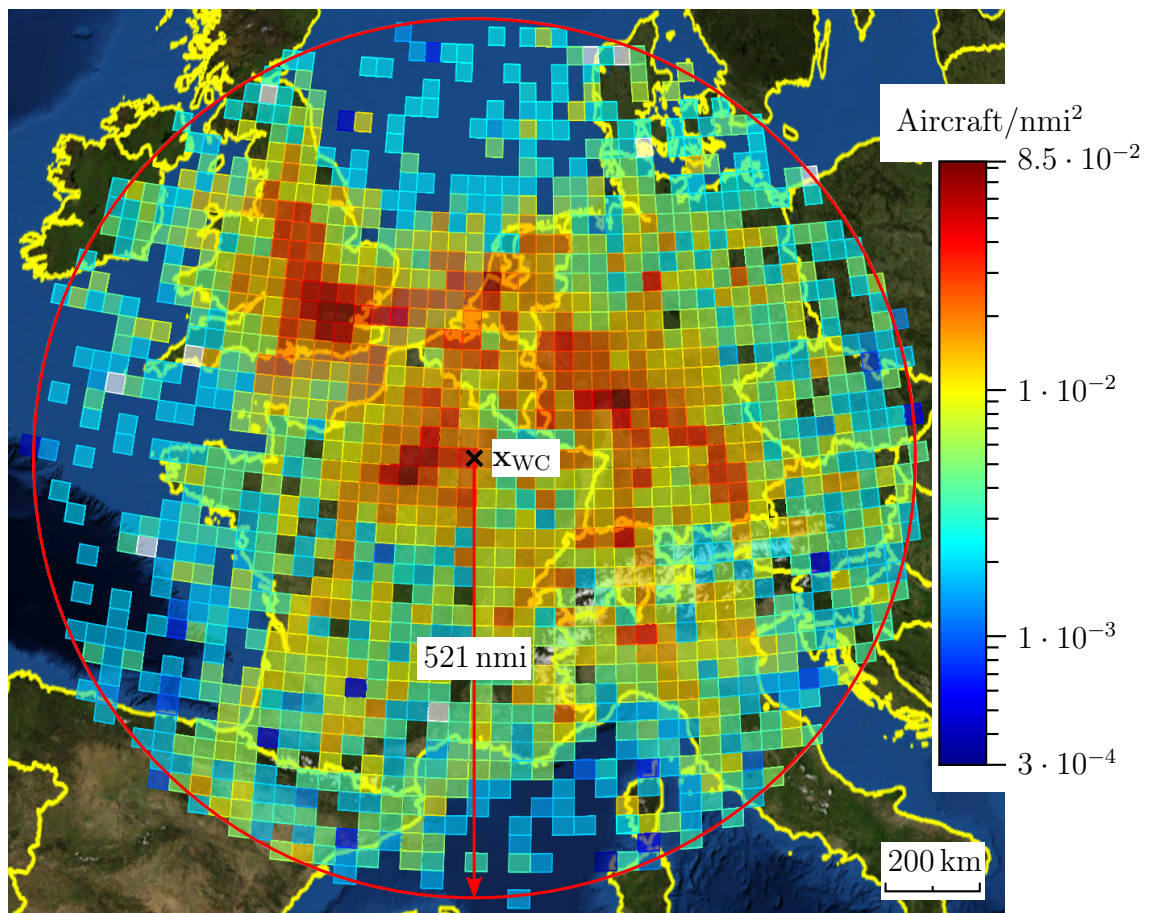 Aircraft/nmi²
8.5 · 10⁻²
1 · 10⁻²
x_WC
1 · 10⁻³
521 nmi
3 · 10⁻⁴
200 km